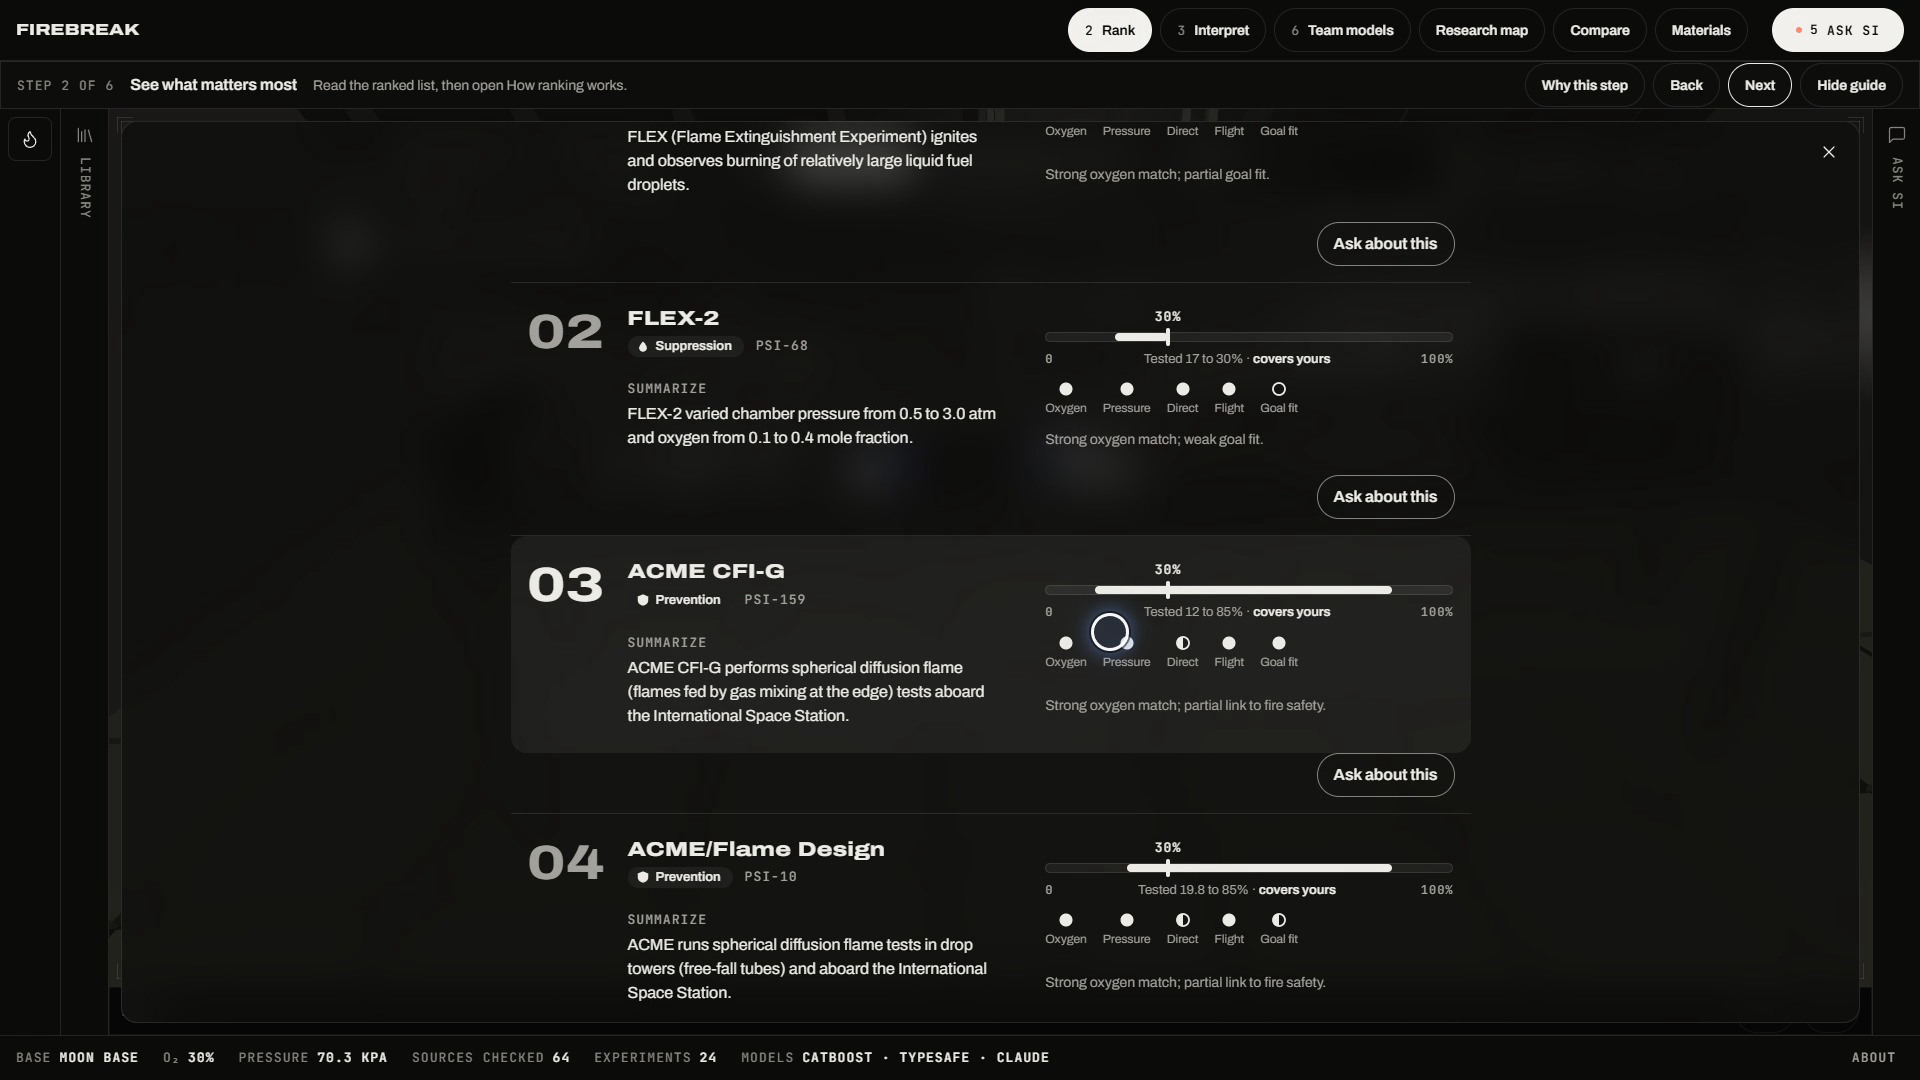 FIREBREAK
2 Rank
3 Interpret
6 Team models
Research map
Compare
Materials
5 ASK SI
STEP 2 OF 6
See what matters most
Read the ranked list, then open How ranking works.
Why this step
Back
Next
Hide guide
LIBRARY
ASK SI
FLEX (Flame Extinguishment Experiment) ignites
and observes burning of relatively large liquid fuel
droplets.
Oxygen Pressure Direct Flight Goal fit
Strong oxygen match; partial goal fit.
Ask about this
02
FLEX-2
Suppression PSI-68
SUMMARIZE
FLEX-2 varied chamber pressure from 0.5 to 3.0 atm
and oxygen from 0.1 to 0.4 mole fraction.
30%
0 Tested 17 to 30% · covers yours 100%
Oxygen Pressure Direct Flight Goal fit
Strong oxygen match; weak goal fit.
Ask about this
03
ACME CFI-G
Prevention PSI-159
SUMMARIZE
ACME CFI-G performs spherical diffusion flame
(flames fed by gas mixing at the edge) tests aboard
the International Space Station.
30%
0 Tested 12 to 85% · covers yours 100%
Oxygen Pressure Direct Flight Goal fit
Strong oxygen match; partial link to fire safety.
Ask about this
04
ACME/Flame Design
Prevention PSI-10
SUMMARIZE
ACME runs spherical diffusion flame tests in drop
towers (free-fall tubes) and aboard the International
Space Station.
30%
0 Tested 19.8 to 85% · covers yours 100%
Oxygen Pressure Direct Flight Goal fit
Strong oxygen match; partial link to fire safety.
BASE MOON BASE O₂ 30% PRESSURE 70.3 KPA SOURCES CHECKED 64 EXPERIMENTS 24 MODELS CATBOOST · TYPESAFE · CLAUDE ABOUT